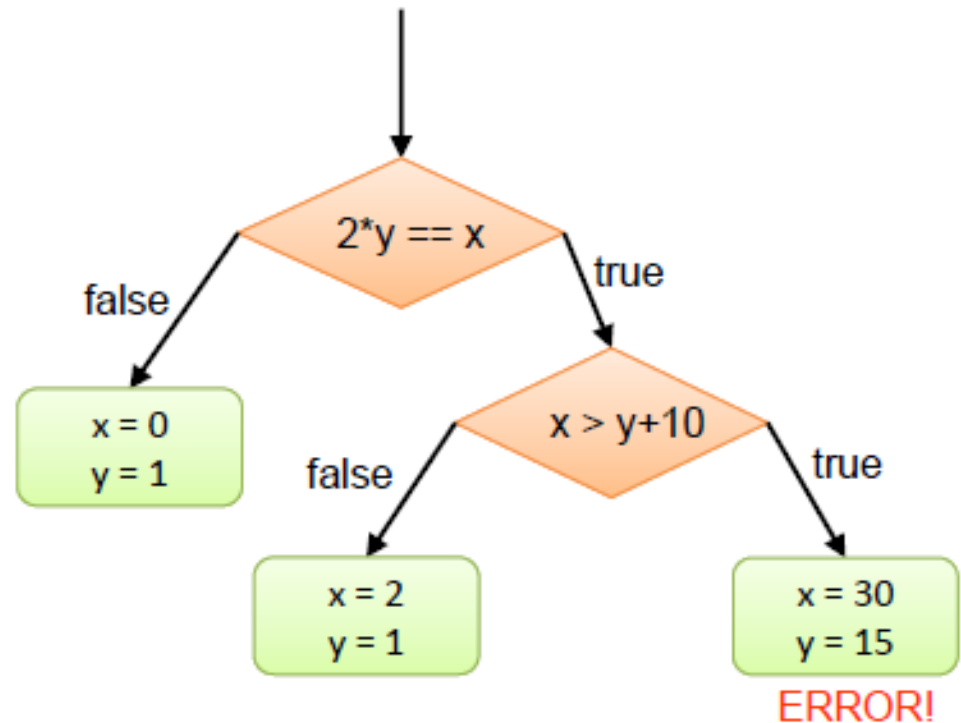 2*y == x
false
true
x = 0
y = 1
x > y+10
false
true
x = 2
y = 1
x = 30
y = 15
ERROR!